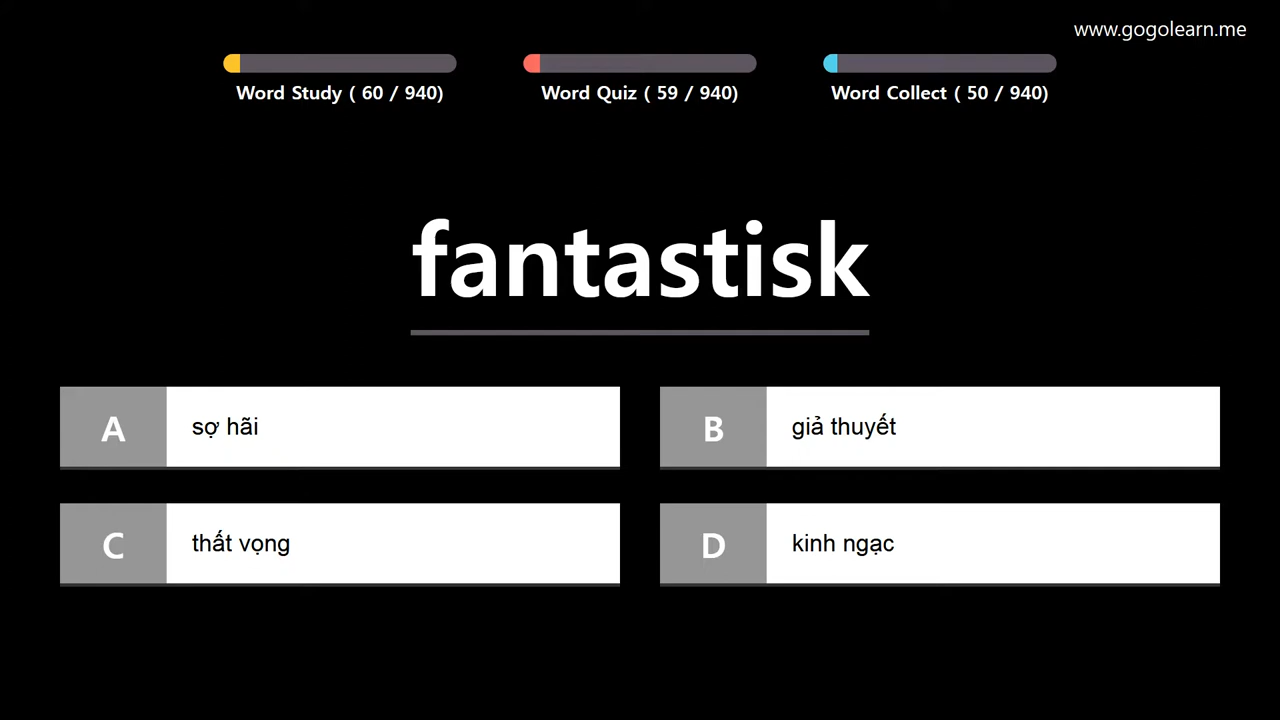 www.gogolearn.me
Word Study ( 60 / 940)
Word Quiz ( 59 / 940)
Word Collect ( 50 / 940)
fantastisk
A
sợ hãi
B
giả thuyết
C
thất vọng
D
kinh ngạc